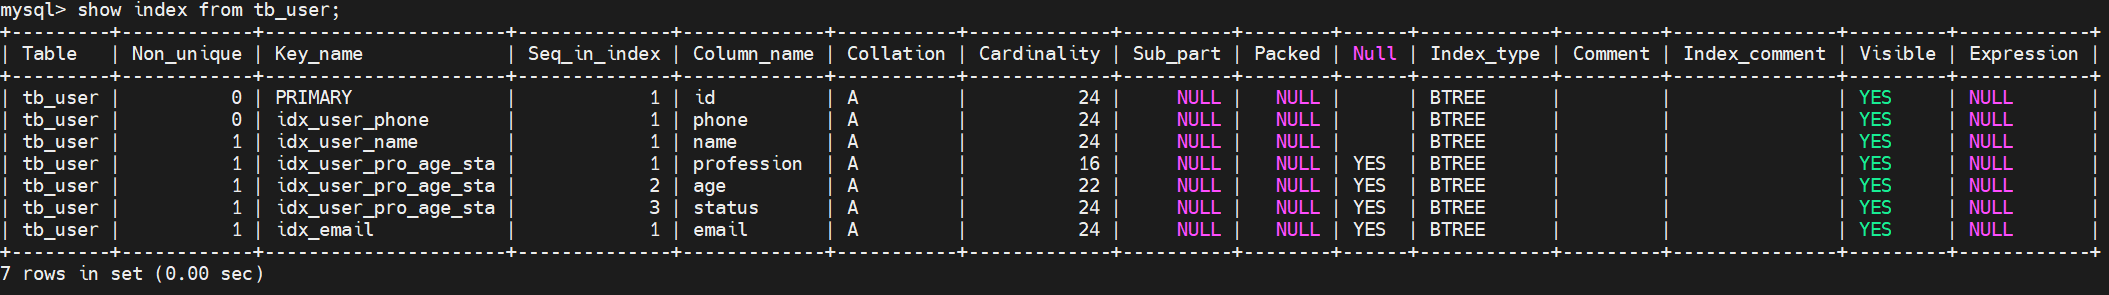 mysql> show index from tb_user;
+---------+------------+----------------------+--------------+-------------+-----------+-------------+----------+--------+------+------------+---------+---------------+---------+------------+
| Table   | Non_unique | Key_name             | Seq_in_index | Column_name | Collation | Cardinality | Sub_part | Packed | Null | Index_type | Comment | Index_comment | Visible | Expression |
+---------+------------+----------------------+--------------+-------------+-----------+-------------+----------+--------+------+------------+---------+---------------+---------+------------+
| tb_user |          0 | PRIMARY              |            1 | id          | A         |          24 |     NULL |   NULL |      | BTREE      |         |               | YES     | NULL       |
| tb_user |          0 | idx_user_phone       |            1 | phone       | A         |          24 |     NULL |   NULL |      | BTREE      |         |               | YES     | NULL       |
| tb_user |          1 | idx_user_name        |            1 | name        | A         |          24 |     NULL |   NULL |      | BTREE      |         |               | YES     | NULL       |
| tb_user |          1 | idx_user_pro_age_sta |            1 | profession  | A         |          16 |     NULL |   NULL | YES  | BTREE      |         |               | YES     | NULL       |
| tb_user |          1 | idx_user_pro_age_sta |            2 | age         | A         |          22 |     NULL |   NULL | YES  | BTREE      |         |               | YES     | NULL       |
| tb_user |          1 | idx_user_pro_age_sta |            3 | status      | A         |          24 |     NULL |   NULL | YES  | BTREE      |         |               | YES     | NULL       |
| tb_user |          1 | idx_email            |            1 | email       | A         |          24 |     NULL |   NULL | YES  | BTREE      |         |               | YES     | NULL       |
+---------+------------+----------------------+--------------+-------------+-----------+-------------+----------+--------+------+------------+---------+---------------+---------+------------+
7 rows in set (0.00 sec)